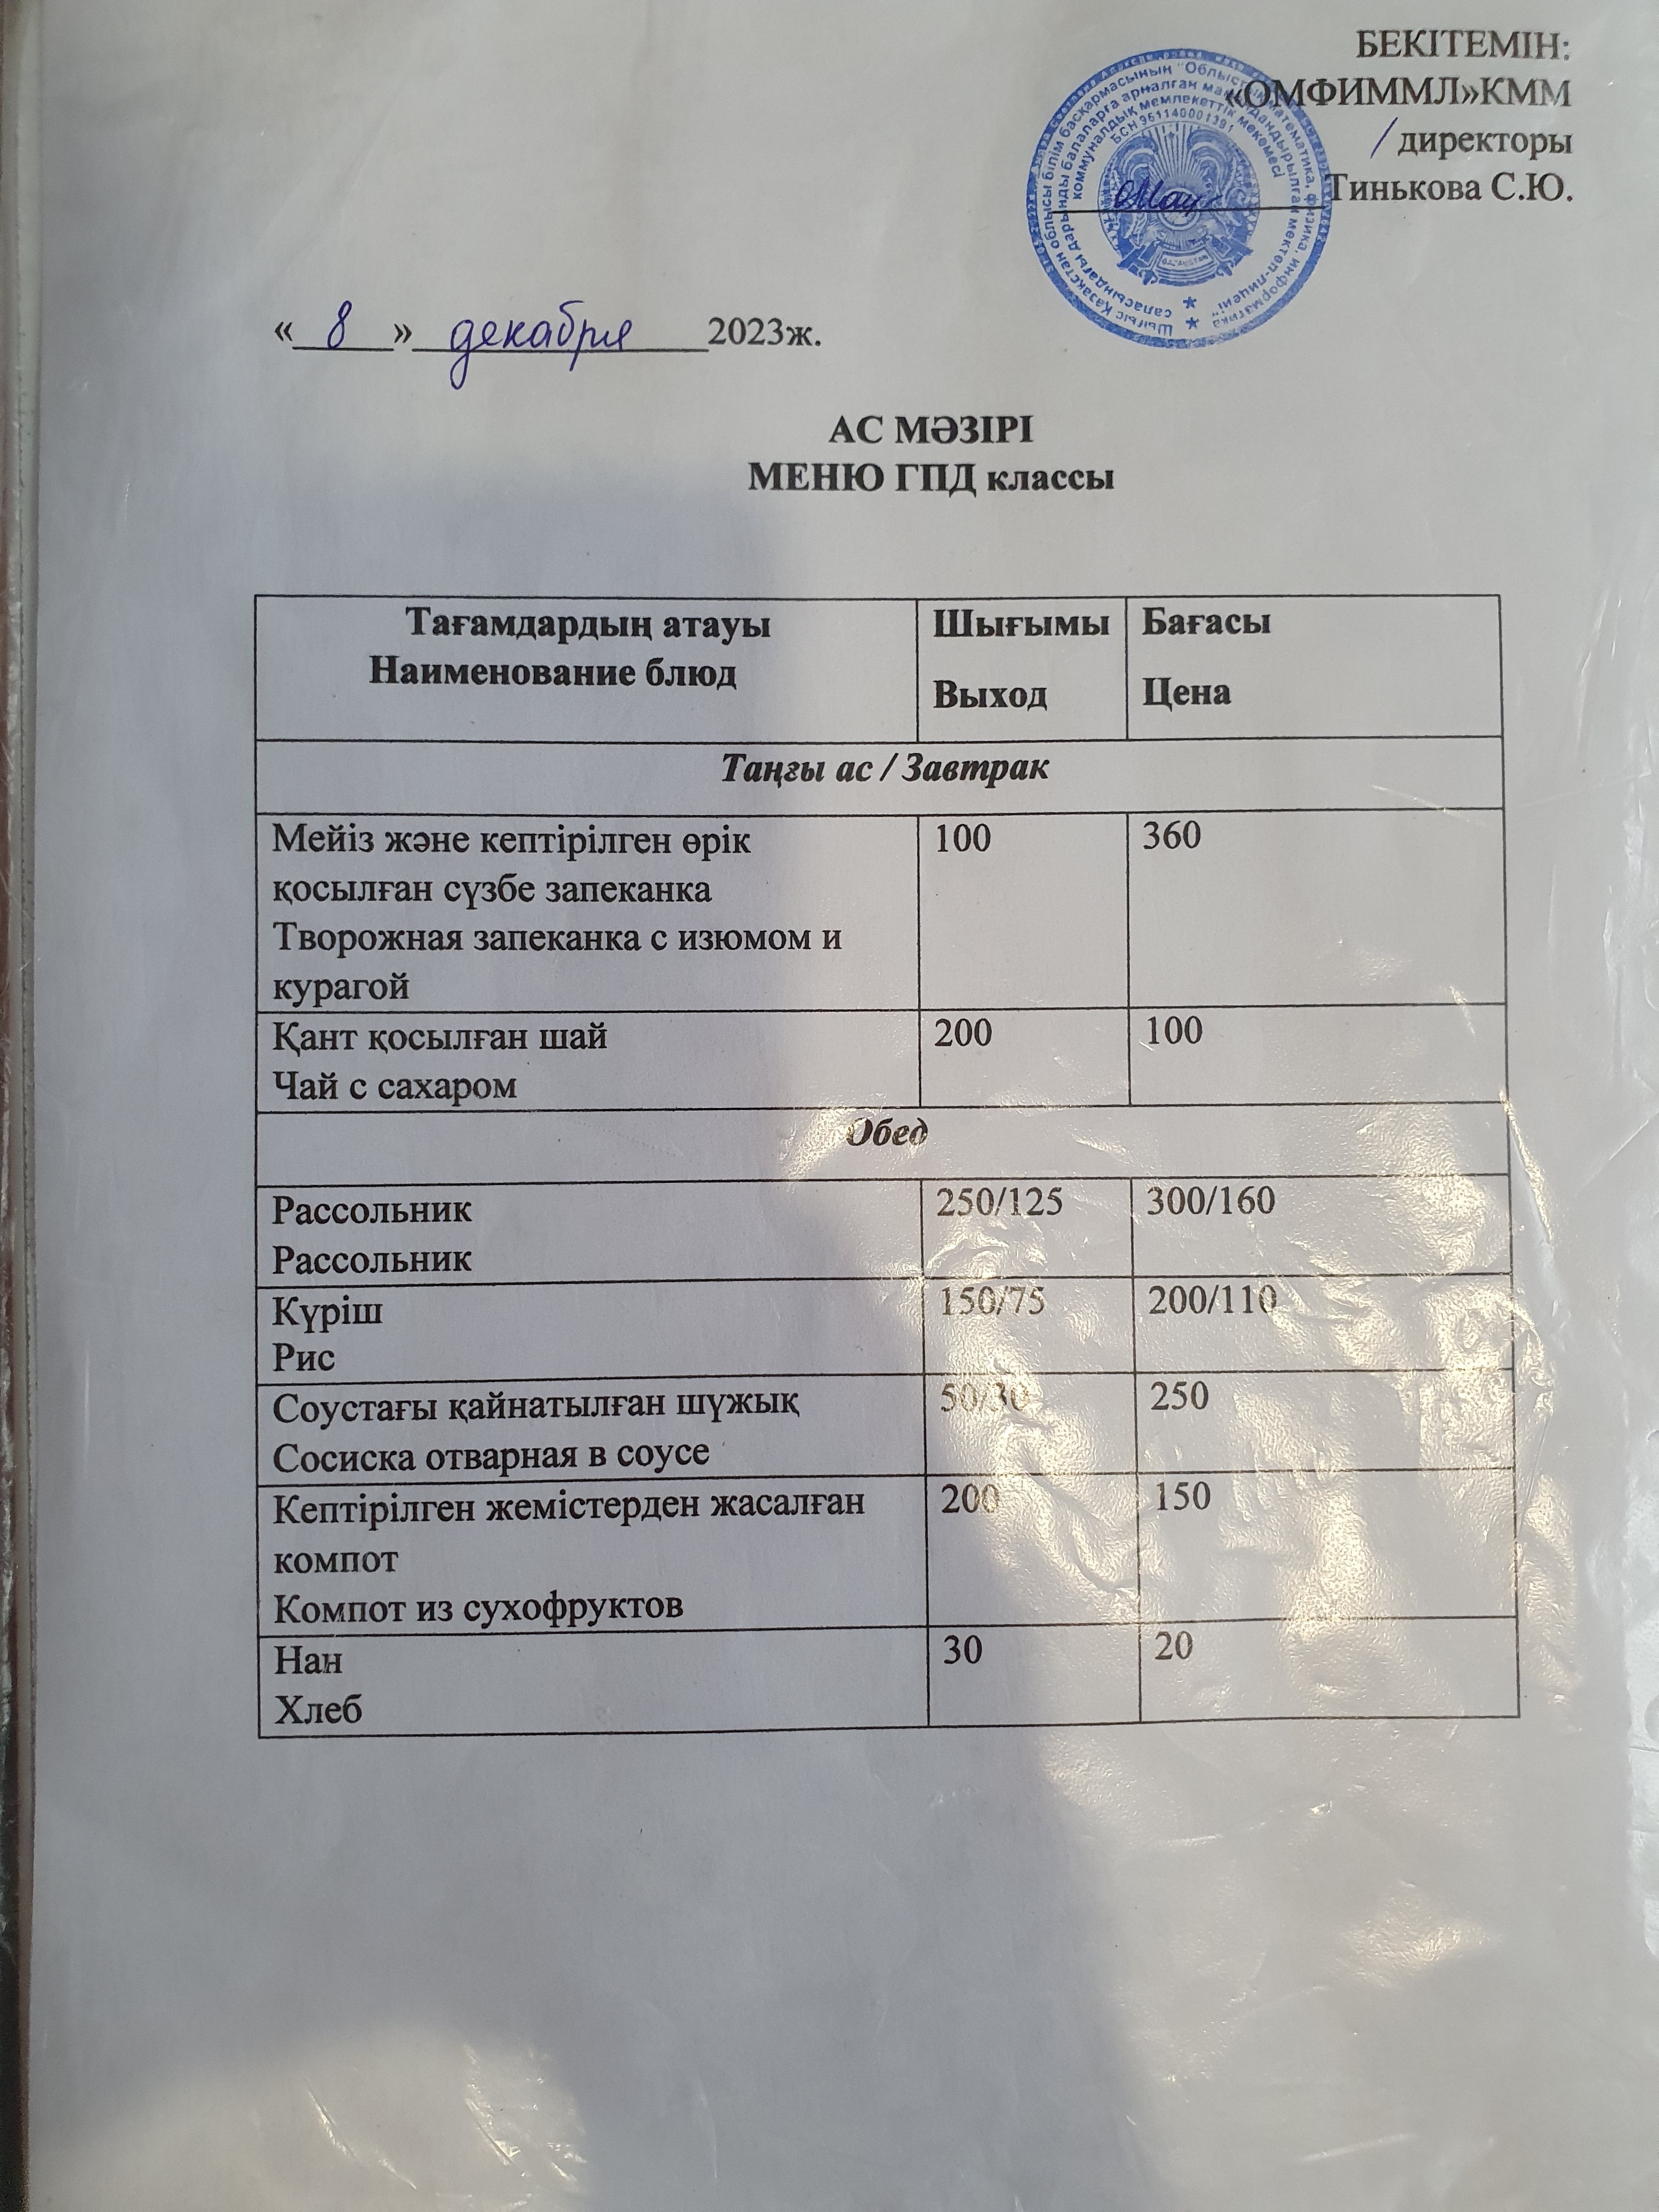 БЕКІТЕМІН:
«ОМФИММЛ»КММ
/ директоры
Тинькова С.Ю.
БСН 951140001391
«8» декабря 2023ж.
АС МӘЗІРІ
МЕНЮ ГПД классы
Тағамдардың атауы Шығымы Бағасы
Наименование блюд Выход Цена
Таңғы ас / Завтрак
Мейіз және кептірілген өрік 100 360
қосылған сүзбе запеканка
Творожная запеканка с изюмом и
курагой
Қант қосылған шай 200 100
Чай с сахаром
Обед
Рассольник 250/125 300/160
Рассольник
Күріш 150/75 200/110
Рис
Соустағы қайнатылған шұжық 50/30 250
Сосиска отварная в соусе
Кептірілген жемістерден жасалған 200 150
компот
Компот из сухофруктов
Нан 30 20
Хлеб